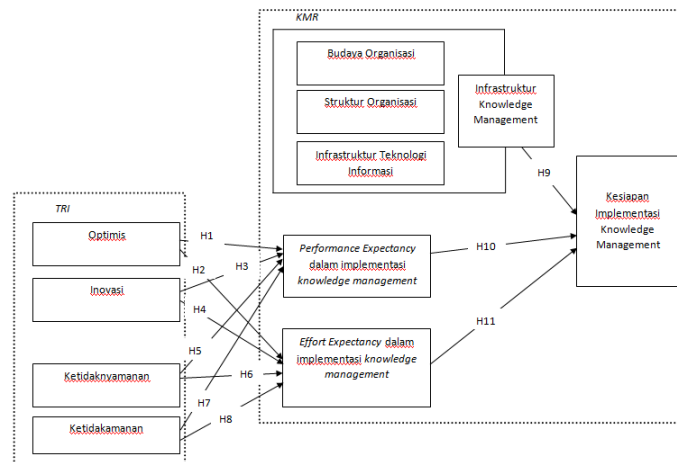 KMR
Budaya Organisasi
Struktur Organisasi
Infrastruktur Teknologi
Informasi
Infrastruktur
Knowledge
Management
H9
Kesiapan
Implementasi
Knowledge
Management
TRI
Optimis
Inovasi
Ketidaknyamanan
Ketidakamanan
H1
H2
H3
H4
H5
H6
H7
H8
Performance Expectancy
dalam implementasi
knowledge management
H10
Effort Expectancy dalam
implementasi knowledge
management
H11